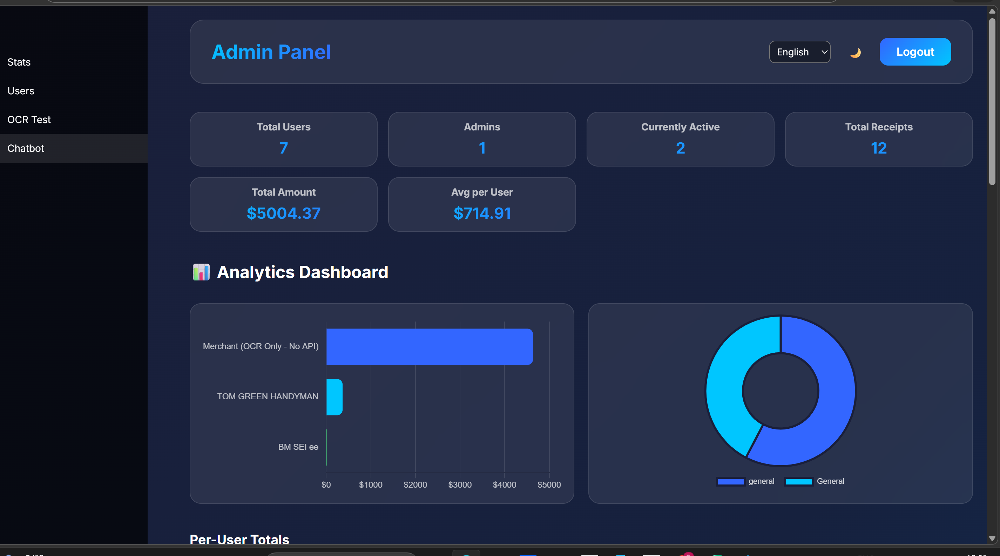 Admin Panel
English
Logout
Stats
Users
OCR Test
Chatbot
Total Users
7
Admins
1
Currently Active
2
Total Receipts
12
Total Amount
$5004.37
Avg per User
$714.91
Analytics Dashboard
Merchant (OCR Only - No API)
TOM GREEN HANDYMAN
BM SEI ee
$0 $1000 $2000 $3000 $4000 $5000
general General
Per-User Totals